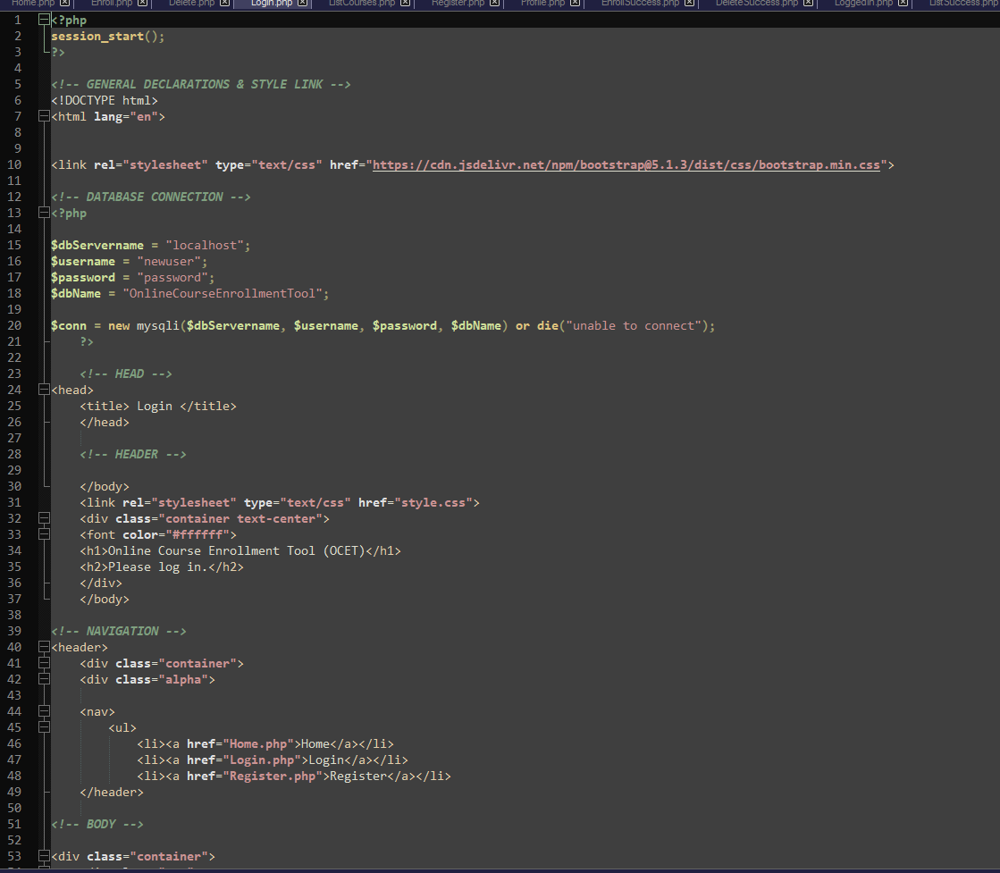 Home.php Enroll.php Delete.php Login.php ListCourses.php Register.php Profile.php EnrollSuccess.php DeleteSuccess.php LoggedIn.php ListSuccess.php
1 <?php
2 session_start();
3 ?>
4
5 <!-- GENERAL DECLARATIONS & STYLE LINK -->
6 <!DOCTYPE html>
7 <html lang="en">
8
9
10 <link rel="stylesheet" type="text/css" href="https://cdn.jsdelivr.net/npm/bootstrap@5.1.3/dist/css/bootstrap.min.css">
11
12 <!-- DATABASE CONNECTION -->
13 <?php
14
15 $dbServername = "localhost";
16 $username = "newuser";
17 $password = "password";
18 $dbName = "OnlineCourseEnrollmentTool";
19
20 $conn = new mysqli($dbServername, $username, $password, $dbName) or die("unable to connect");
21 ?>
22
23 <!-- HEAD -->
24 <head>
25 <title> Login </title>
26 </head>
27
28 <!-- HEADER -->
29
30 </body>
31 <link rel="stylesheet" type="text/css" href="style.css">
32 <div class="container text-center">
33 <font color="#ffffff">
34 <h1>Online Course Enrollment Tool (OCET)</h1>
35 <h2>Please log in.</h2>
36 </div>
37 </body>
38
39 <!-- NAVIGATION -->
40 <header>
41 <div class="container">
42 <div class="alpha">
43
44 <nav>
45 <ul>
46 <li><a href="Home.php">Home</a></li>
47 <li><a href="Login.php">Login</a></li>
48 <li><a href="Register.php">Register</a></li>
49 </header>
50
51 <!-- BODY -->
52
53 <div class="container">